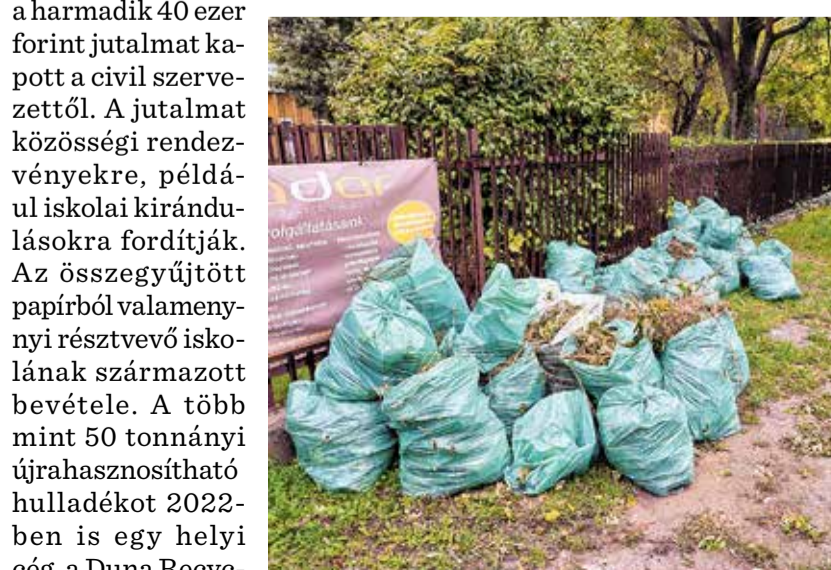 a harmadik 40 ezer
forint jutalmat ka-
pott a civil szerve-
zettől. A jutalmat
közösségi rendez-
vényekre, példá-
ul iskolai kirándu-
lásokra fordítják.
Az összegyűjtött
papírból valameny-
nyi résztvevő isko-
lának származott
bevétele. A több
mint 50 tonnányi
újrahasznosítható
hulladékot 2022-
ben is egy helyi
cég, a Duna Recyc-